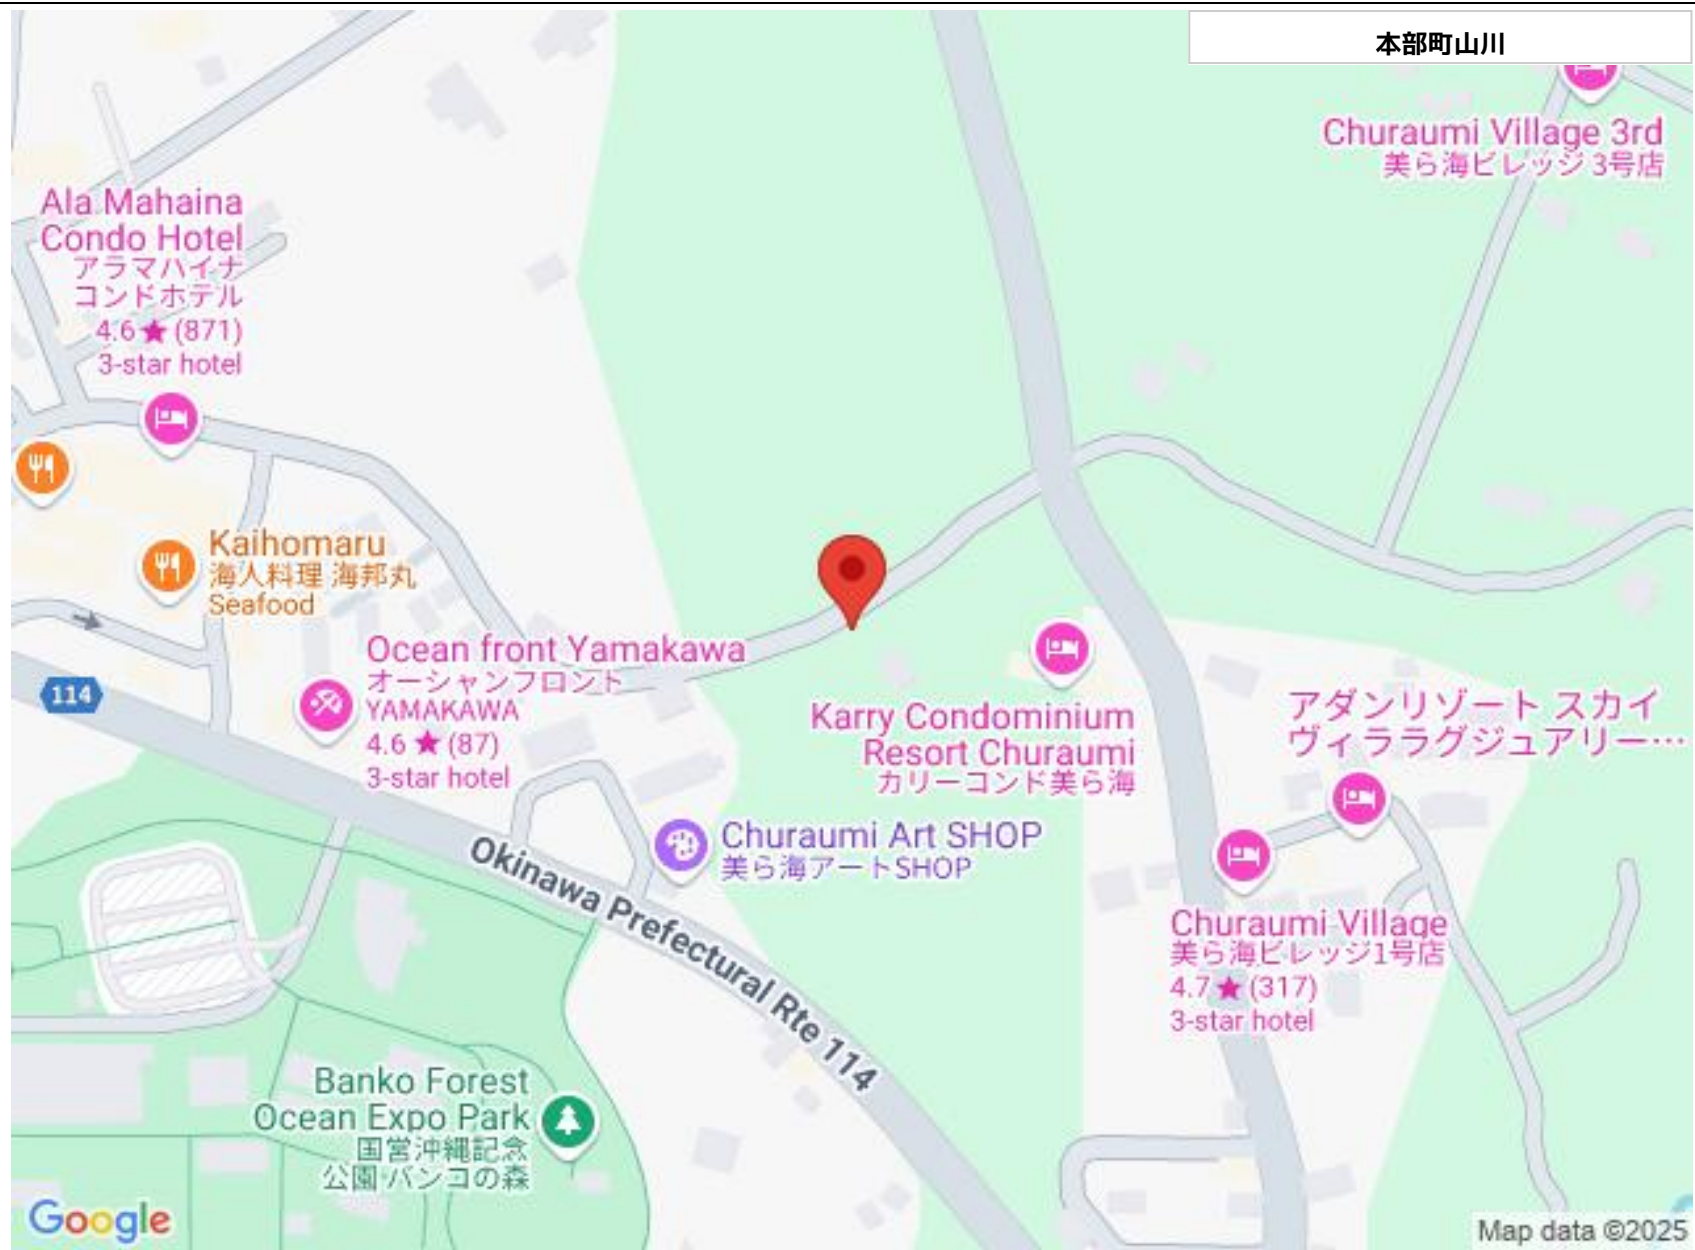 本部町山川
Churaumi Village 3rd
美ら海ビレッジ 3号店
Ala Mahaina
Condo Hotel
アラマハイナ
コンドホテル
4.6 ★ (871)
3-star hotel
Kaihomaru
海人料理 海邦丸
Seafood
Ocean front Yamakawa
オーシャンフロント
YAMAKAWA
4.6 ★ (87)
3-star hotel
114
Karry Condominium
Resort Churaumi
カリーコンド美ら海
アダンリゾート スカイ
ヴィララグジュアリー…
Churaumi Art SHOP
美ら海アートSHOP
Okinawa Prefectural Rte 114
Churaumi Village
美ら海ビレッジ1号店
4.7 ★ (317)
3-star hotel
Banko Forest
Ocean Expo Park
国営沖縄記念
公園 バンコの森
Google
Map data ©2025